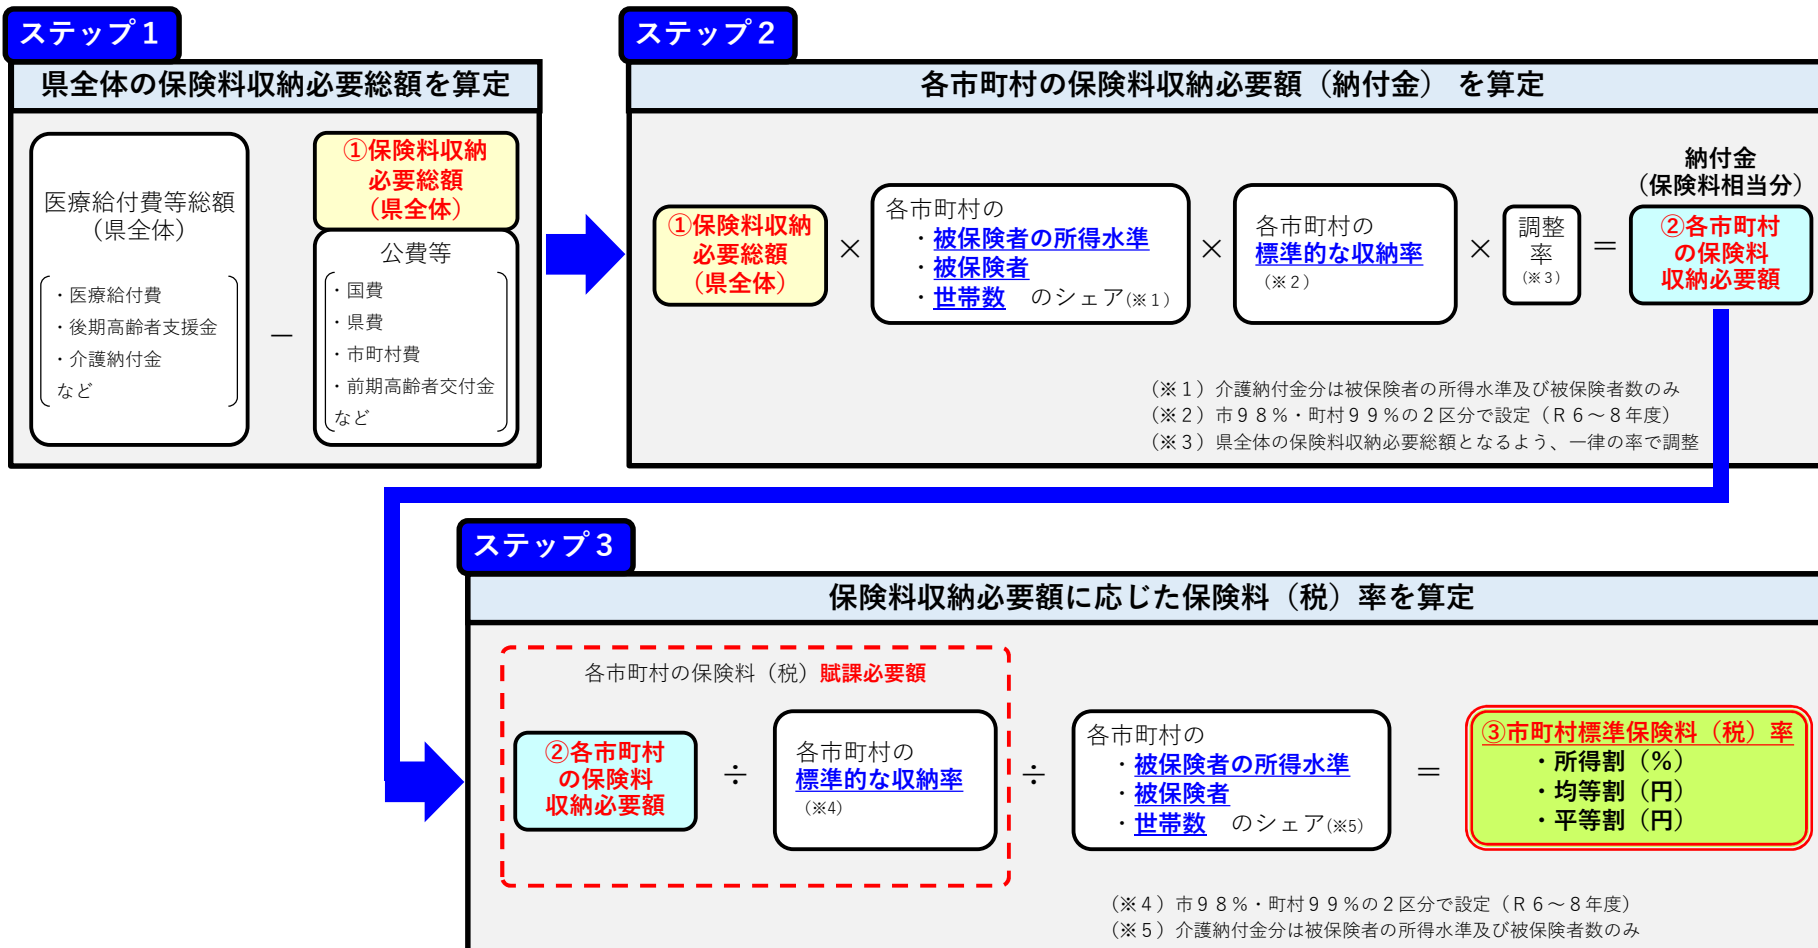 ステップ1
県全体の保険料収納必要総額を算定
医療給付費等総額
（県全体）
・医療給付費
・後期高齢者支援金
・介護納付金
など
－
①保険料収納
必要総額
（県全体）
公費等
・国費
・県費
・市町村費
・前期高齢者交付金
など
ステップ2
各市町村の保険料収納必要額（納付金） を算定
①保険料収納
必要総額
（県全体）
×
各市町村の
・被保険者の所得水準
・被保険者
・世帯数　のシェア(※1)
×
各市町村の
標準的な収納率
（※2）
×
調整
率
(※3)
＝
納付金
（保険料相当分）
②各市町村
の保険料
収納必要額
（※1）介護納付金分は被保険者の所得水準及び被保険者数のみ
（※2）市98%・町村99%の2区分で設定（R6～8年度）
（※3）県全体の保険料収納必要総額となるよう、一律の率で調整
ステップ3
保険料収納必要額に応じた保険料（税）率を算定
各市町村の保険料（税）賦課必要額
②各市町村
の保険料
収納必要額
÷
各市町村の
標準的な収納率
（※4）
÷
各市町村の
・被保険者の所得水準
・被保険者
・世帯数　のシェア(※5)
＝
③市町村標準保険料（税）率
・所得割（%）
・均等割（円）
・平等割（円）
（※4）市98%・町村99%の2区分で設定（R6～8年度）
（※5）介護納付金分は被保険者の所得水準及び被保険者数のみ